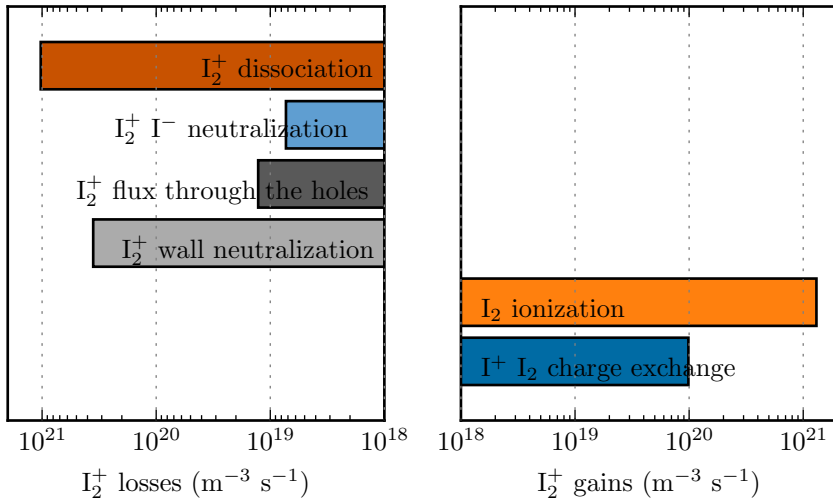 I₂⁺ dissociation
I₂⁺ I⁻ neutralization
I₂⁺ flux through the holes
I₂⁺ wall neutralization
10²¹ 10²⁰ 10¹⁹ 10¹⁸
I₂⁺ losses (m⁻³ s⁻¹)
I₂ ionization
I⁺ I₂ charge exchange
10¹⁸ 10¹⁹ 10²⁰ 10²¹
I₂⁺ gains (m⁻³ s⁻¹)